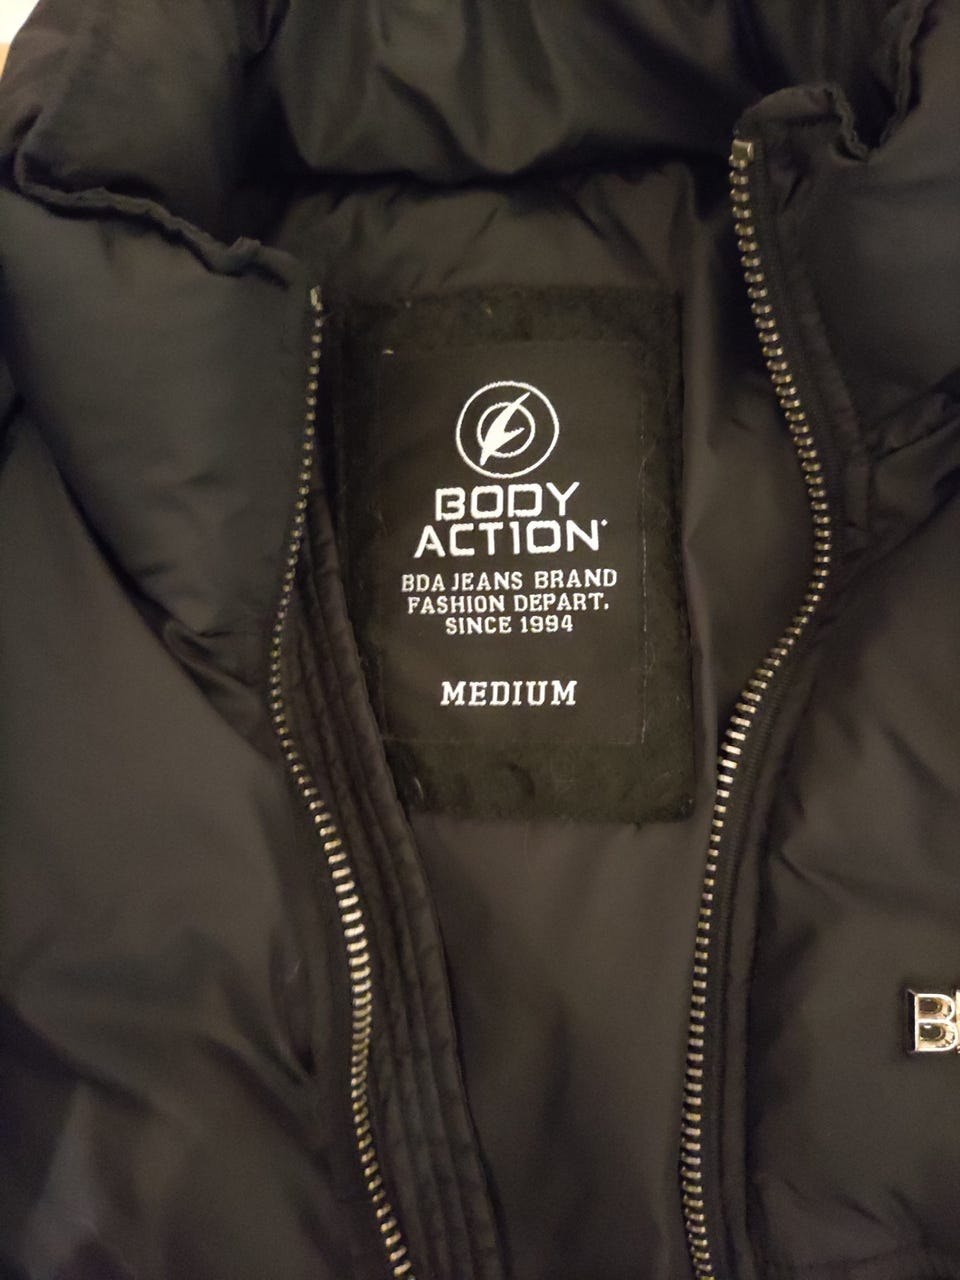 BODY
ACTION
BDA JEANS BRAND
FASHION DEPART.
SINCE 1994
MEDIUM
B